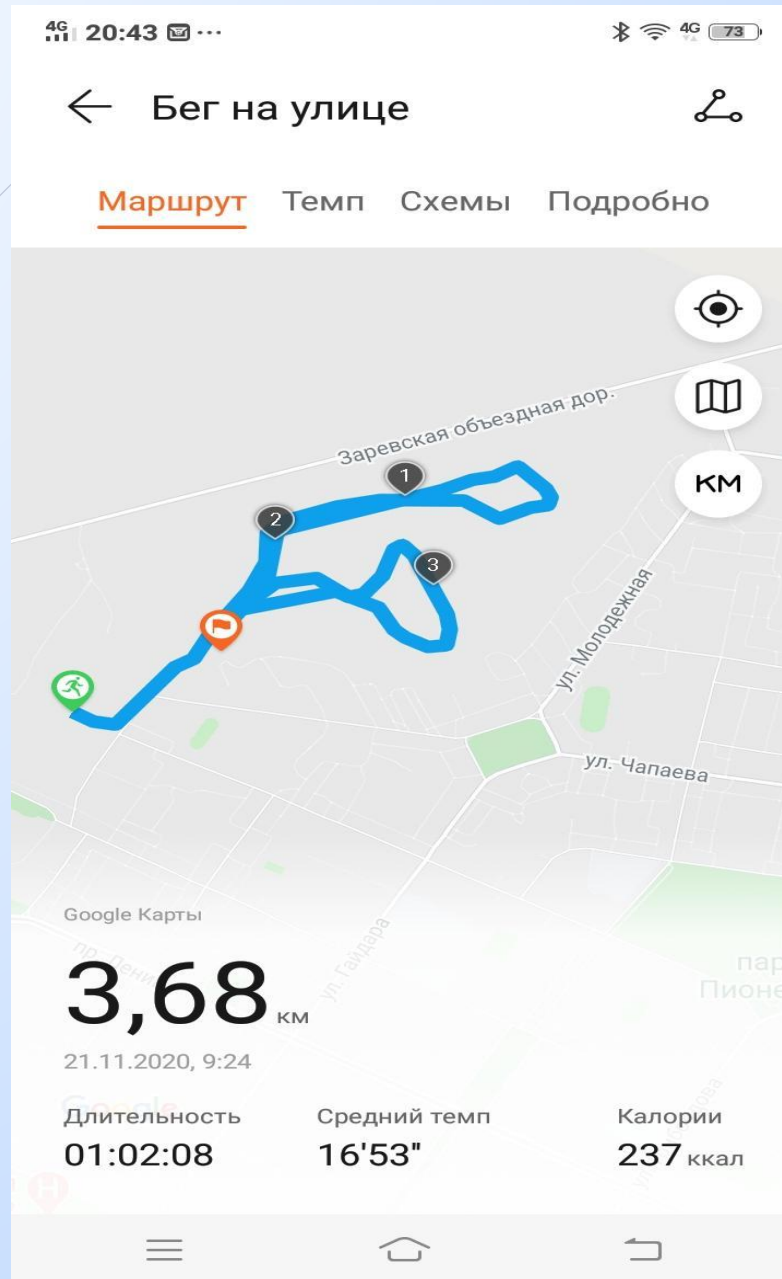 4G 20:43 ...
4G 73
Бег на улице
Маршрут Темп Схемы Подробно
Заревская объездная дор.
1
КМ
2
3
ул. Молодежная
ул. Чапаева
Google Карты
ул. Гайдара
3,68 км
21.11.2020, 9:24
Google
Длительность Средний темп Калории
01:02:08 16'53" 237 ккал
H